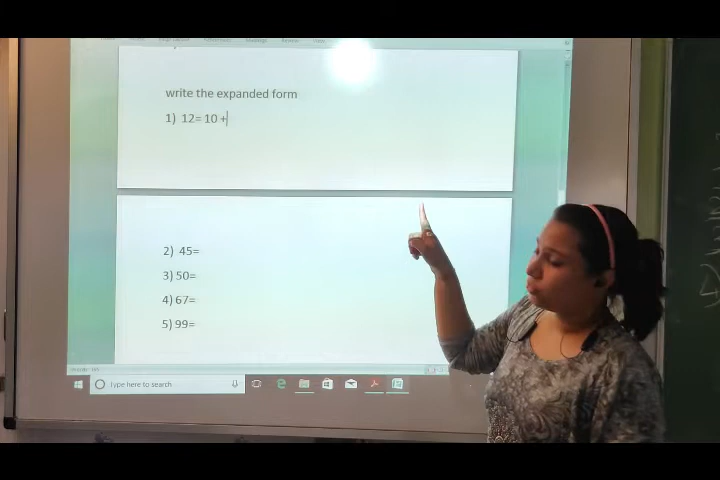 write the expanded form
1) 12= 10 +
2) 45=
3) 50=
4) 67=
5) 99=
Type here to search